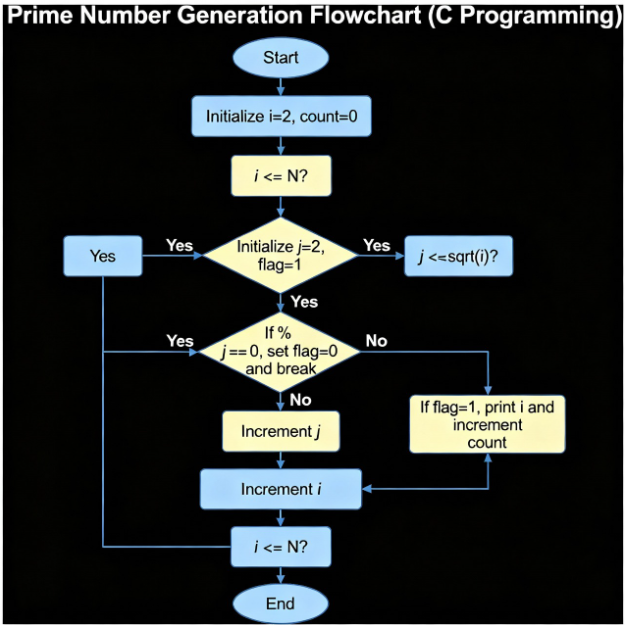 Prime Number Generation Flowchart (C Programming)
Start
Initialize i=2, count=0
i <= N?
Yes
Yes
Initialize j=2,
flag=1
Yes
j <=sqrt(i)?
Yes
Yes
If %
j==0, set flag=0
and break
No
No
If flag=1, print i and
increment
count
Increment j
Increment i
i <= N?
End